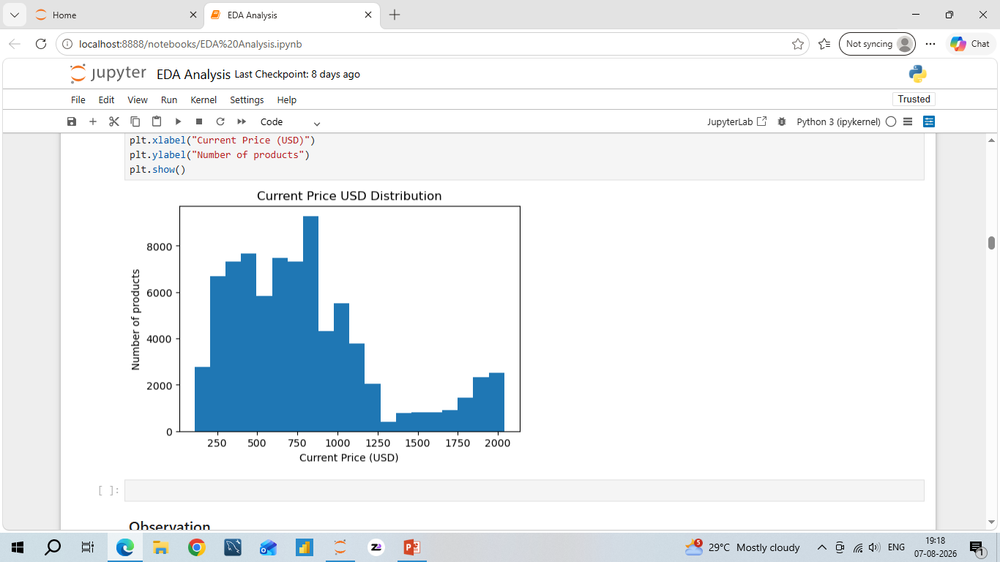 Home
EDA Analysis
localhost:8888/notebooks/EDA%20Analysis.ipynb
Not syncing
Chat
jupyter EDA Analysis Last Checkpoint: 8 days ago
File Edit View Run Kernel Settings Help
Trusted
Code
JupyterLab
Python 3 (ipykernel)
plt.xlabel("Current Price (USD)")
plt.ylabel("Number of products")
plt.show()
Current Price USD Distribution
Number of products
8000
6000
4000
2000
0
250 500 750 1000 1250 1500 1750 2000
Current Price (USD)
[ ]:
Observation
5
29°C Mostly cloudy
ENG
19:18
07-08-2026
1